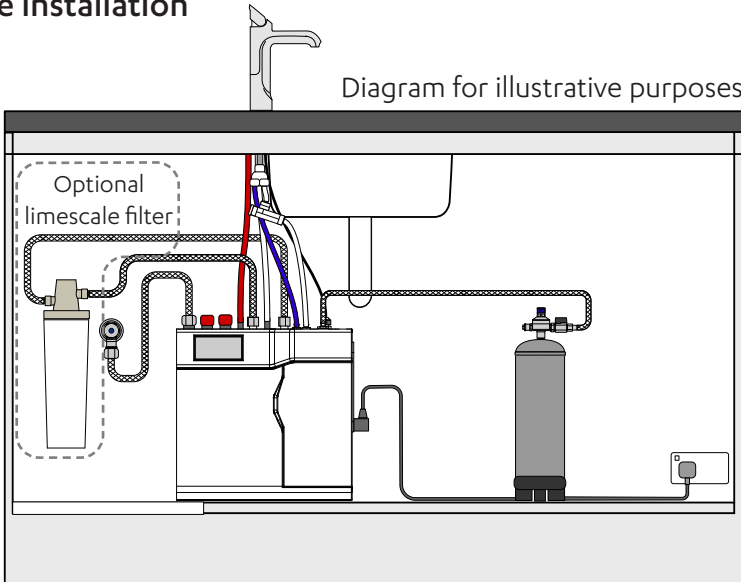 e installation
Diagram for illustrative purposes
Optional
limescale filter